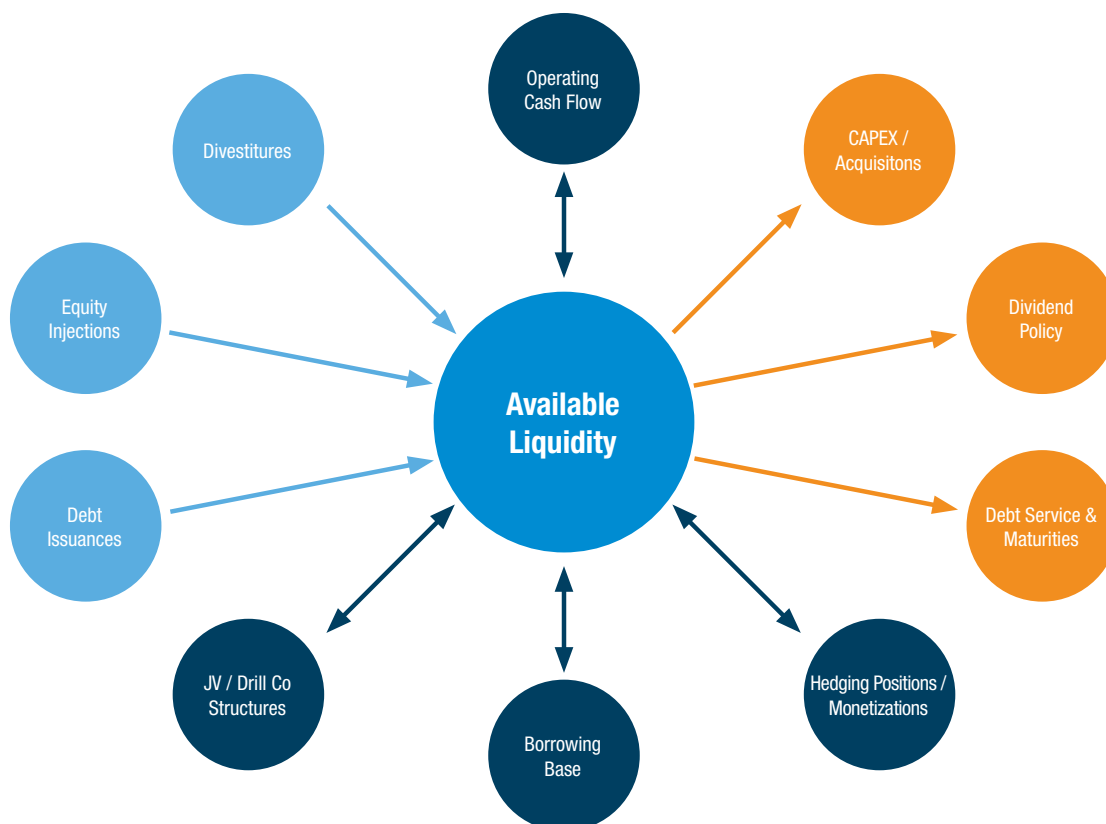 Operating
Cash Flow
Divestitures
CAPEX /
Acquisitons
Equity
Injections
Dividend
Policy
Available
Liquidity
Debt
Issuances
Debt Service &
Maturities
JV / Drill Co
Structures
Hedging Positions /
Monetizations
Borrowing
Base